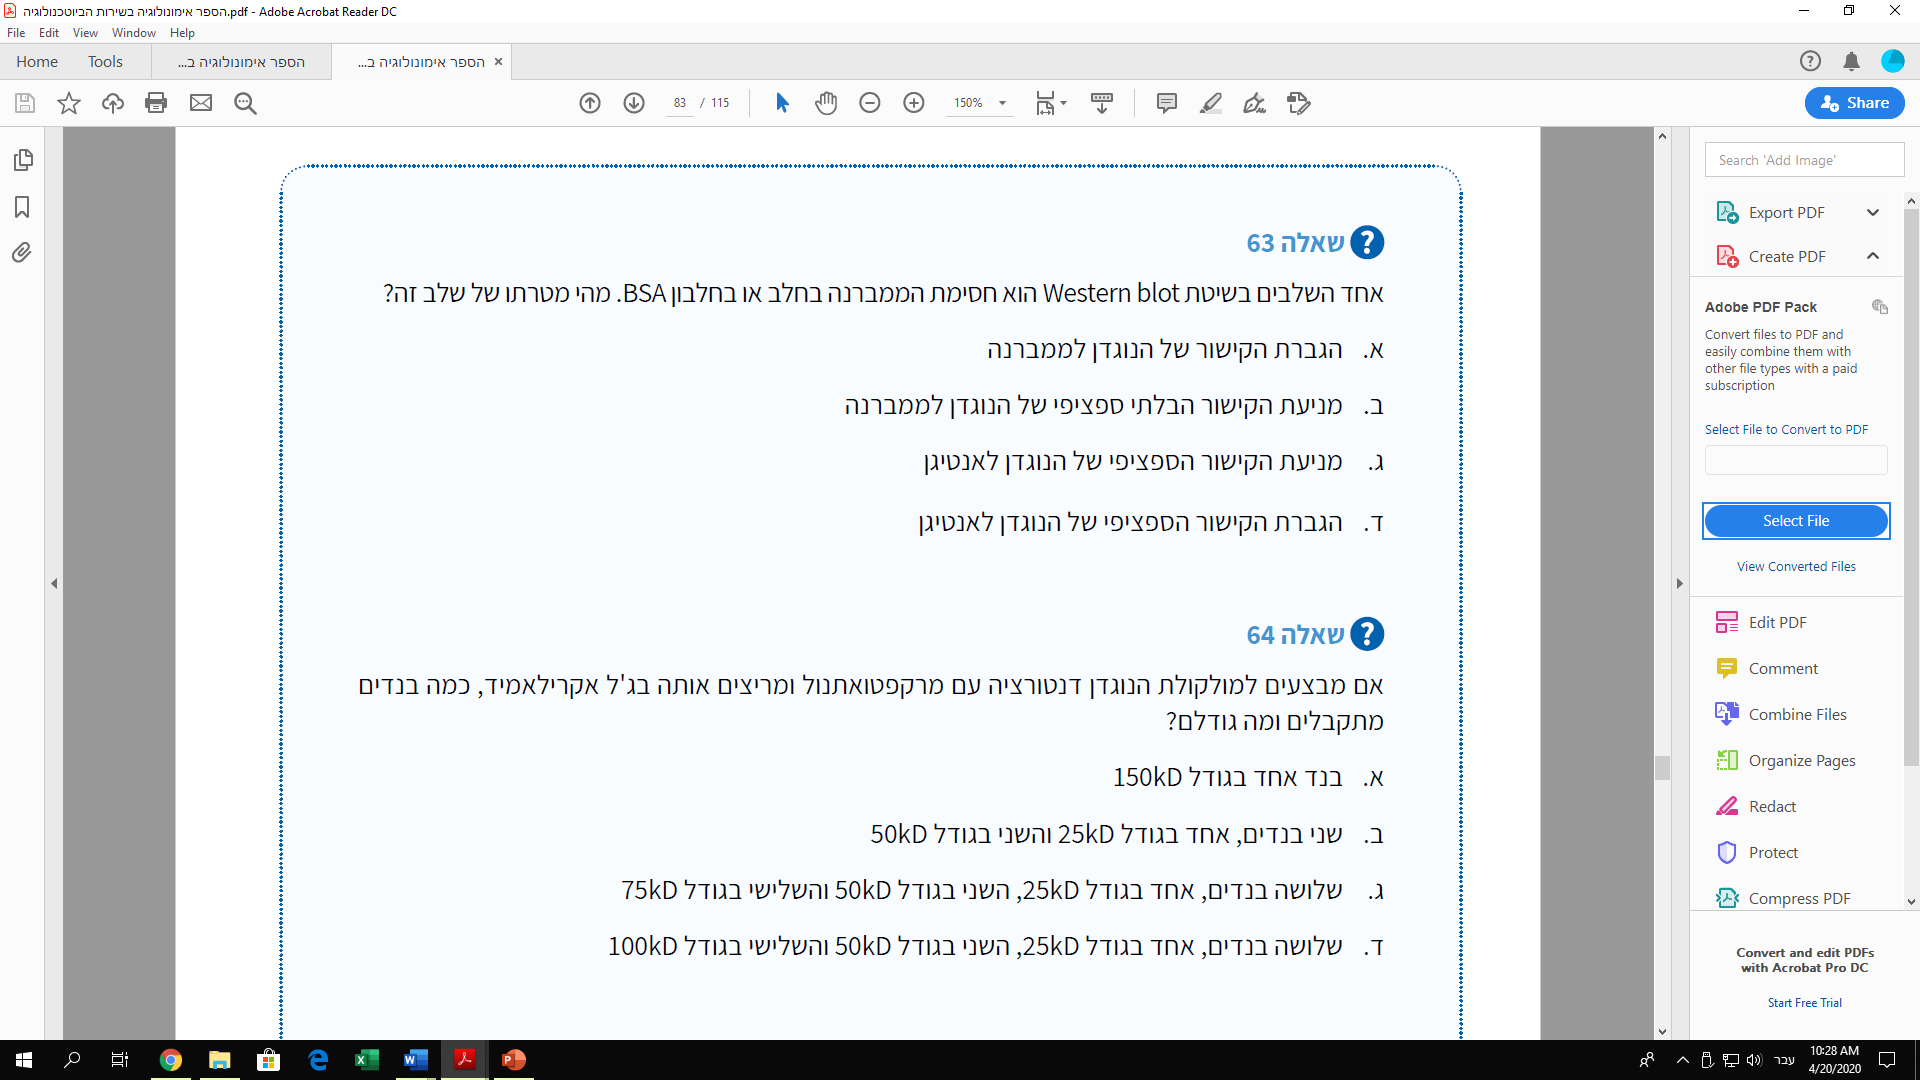 הספר אימונולוגיה בשירות הביוטכנולוגיה.pdf - Adobe Acrobat Reader DC
File Edit View Window Help
Home Tools הספר אימונולוגיה ב... הספר אימונולוגיה ב...
83 / 115 150% Share
שאלה 63
אחד השלבים בשיטת Western blot הוא חסימת הממברנה בחלב או בחלבון BSA. מהי מטרתו של שלב זה?
א. הגברת הקישור של הנוגדן לממברנה
ב. מניעת הקישור הבלתי ספציפי של הנוגדן לממברנה
ג. מניעת הקישור הספציפי של הנוגדן לאנטיגן
ד. הגברת הקישור הספציפי של הנוגדן לאנטיגן
שאלה 64
אם מבצעים למולקולת הנוגדן דנטורציה עם מרקפטואתנול ומריצים אותה בג'ל אקרילאמיד, כמה בנדים
מתקבלים ומה גודלם?
א. בנד אחד בגודל 150kD
ב. שני בנדים, אחד בגודל 25kD והשני בגודל 50kD
ג. שלושה בנדים, אחד בגודל 25kD, השני בגודל 50kD והשלישי בגודל 75kD
ד. שלושה בנדים, אחד בגודל 25kD, השני בגודל 50kD והשלישי בגודל 100kD
Search 'Add Image'
Export PDF
Create PDF
Adobe PDF Pack
Convert files to PDF and
easily combine them with
other file types with a paid
subscription
Select File to Convert to PDF
Select File
View Converted Files
Edit PDF
Comment
Combine Files
Organize Pages
Redact
Protect
Compress PDF
Convert and edit PDFs
with Acrobat Pro DC
Start Free Trial
עבר 10:28 AM
4/20/2020